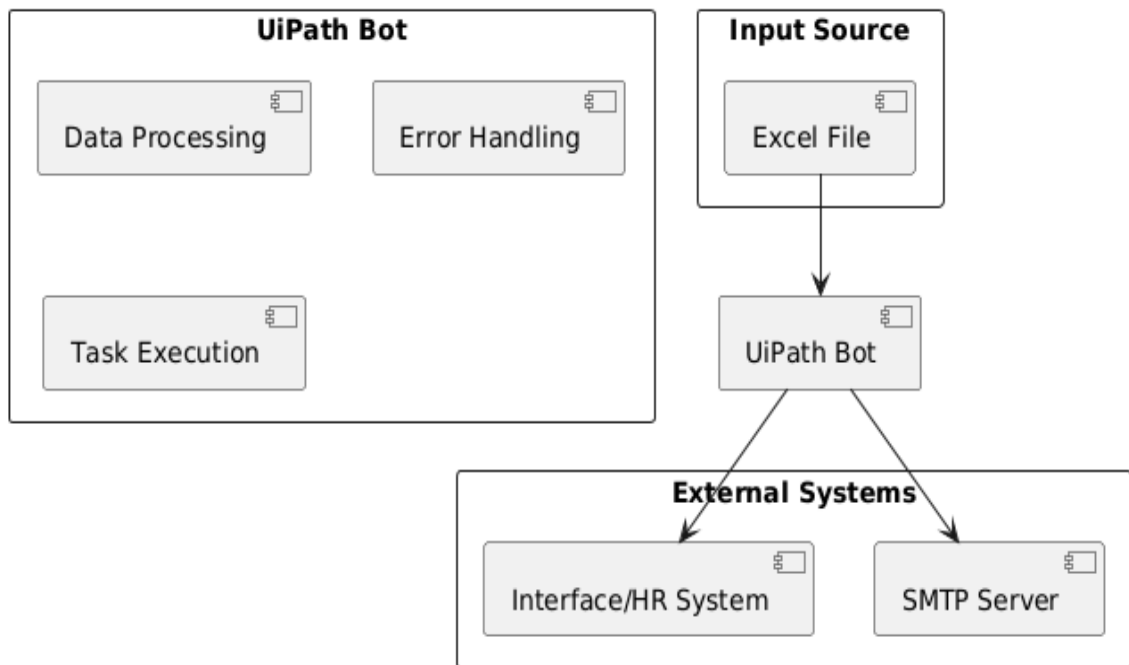 UiPath Bot
Data Processing
Error Handling
Task Execution
Input Source
Excel File
UiPath Bot
External Systems
Interface/HR System
SMTP Server